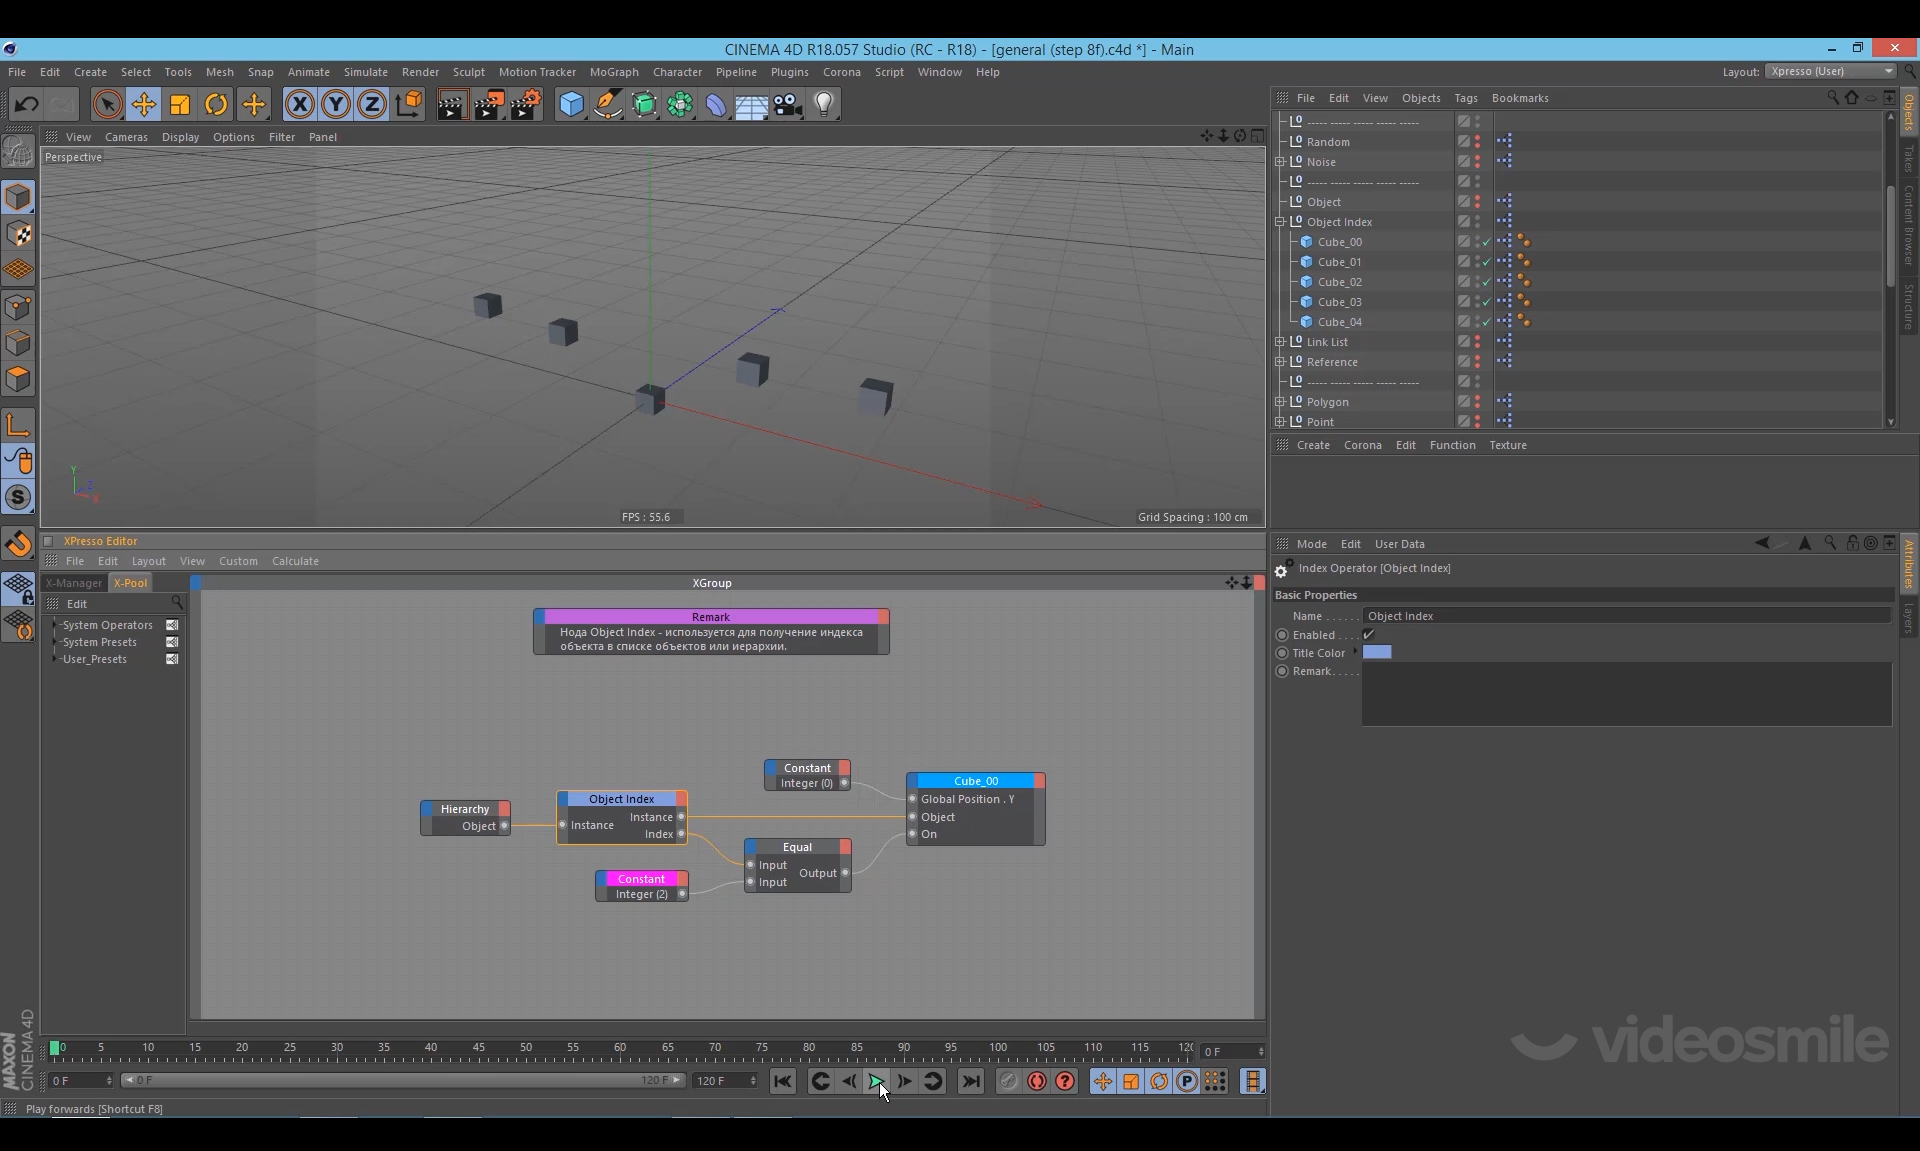 CINEMA 4D R18.057 Studio (RC - R18) - [general (step 8f).c4d *] - Main
File Edit Create Select Tools Mesh Snap Animate Simulate Render Sculpt Motion Tracker MoGraph Character Pipeline Plugins Corona Script Window Help
Layout: Xpresso (User)
X Y Z
View Cameras Display Options Filter Panel
Perspective
Y
Z
X
FPS : 55.6
Grid Spacing : 100 cm
File Edit View Objects Tags Bookmarks
----- ----- ----- ----- -----
Random
Noise
----- ----- ----- ----- -----
Object
Object Index
Cube_00
Cube_01
Cube_02
Cube_03
Cube_04
Link List
Reference
----- ----- ----- ----- -----
Polygon
Point
Objects
Takes
Content Browser
Structure
Create Corona Edit Function Texture
XPresso Editor
File Edit Layout View Custom Calculate
X-Manager X-Pool
Edit
System Operators
System Presets
User_Presets
XGroup
Remark
Нода Object Index - используется для получение индекса
объекта в списке объектов или иерархии.
Hierarchy
Object
Object Index
Instance
Instance
Index
Constant
Integer (2)
Constant
Integer (0)
Equal
Input
Input
Output
Cube_00
Global Position . Y
Object
On
Mode Edit User Data
Index Operator [Object Index]
Basic Properties
Name . . . . . . Object Index
Enabled . . . .
Title Color
Remark. . . . .
Attributes
Layers
0 5 10 15 20 25 30 35 40 45 50 55 60 65 70 75 80 85 90 95 100 105 110 115 120
0 F
0 F
0 F
120 F
120 F
P
Play forwards [Shortcut F8]
MAXON
CINEMA 4D
videosmile